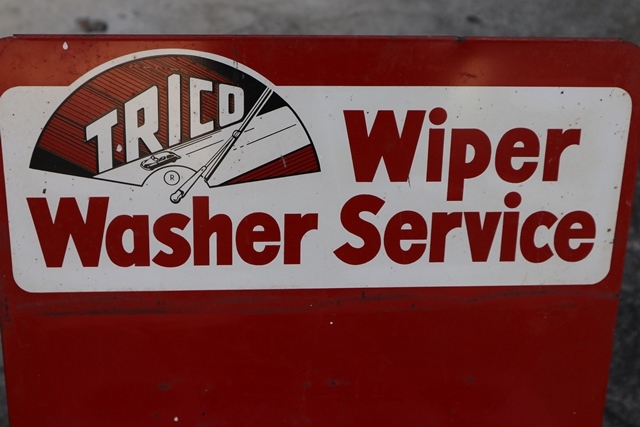 TRICO
®
Wiper
Washer Service